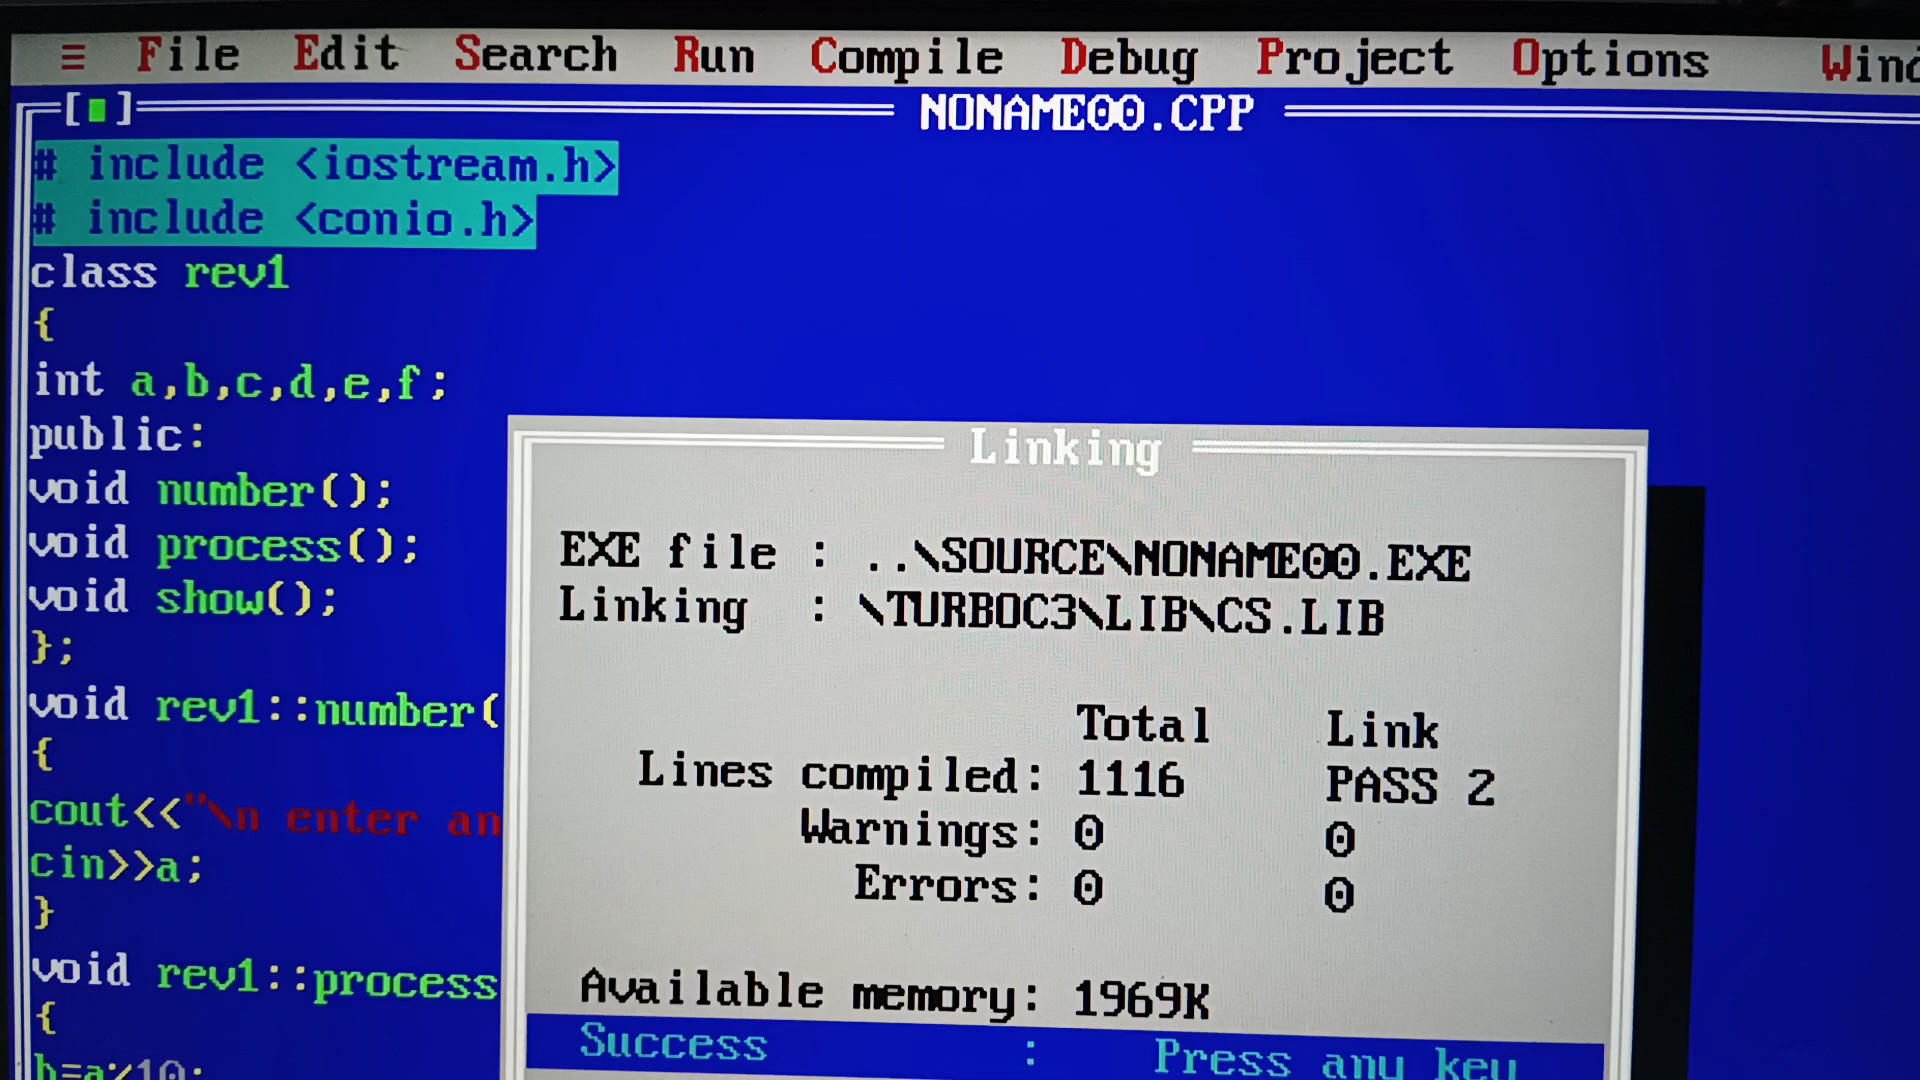 ≡ File Edit Search Run Compile Debug Project Options Wind
[■] NONAME00.CPP
# include <iostream.h>
# include <conio.h>
class rev1
{
int a,b,c,d,e,f;
public:
void number();
void process();
void show();
};
void rev1::number(
{
cout<<"\n enter an
cin>>a;
}
void rev1::process
{
b=a%10;
Linking
EXE file : ..\SOURCE\NONAME00.EXE
Linking : \TURBOC3\LIB\CS.LIB
Total Link
Lines compiled: 1116 PASS 2
Warnings: 0 0
Errors: 0 0
Available memory: 1969K
Success : Press any key